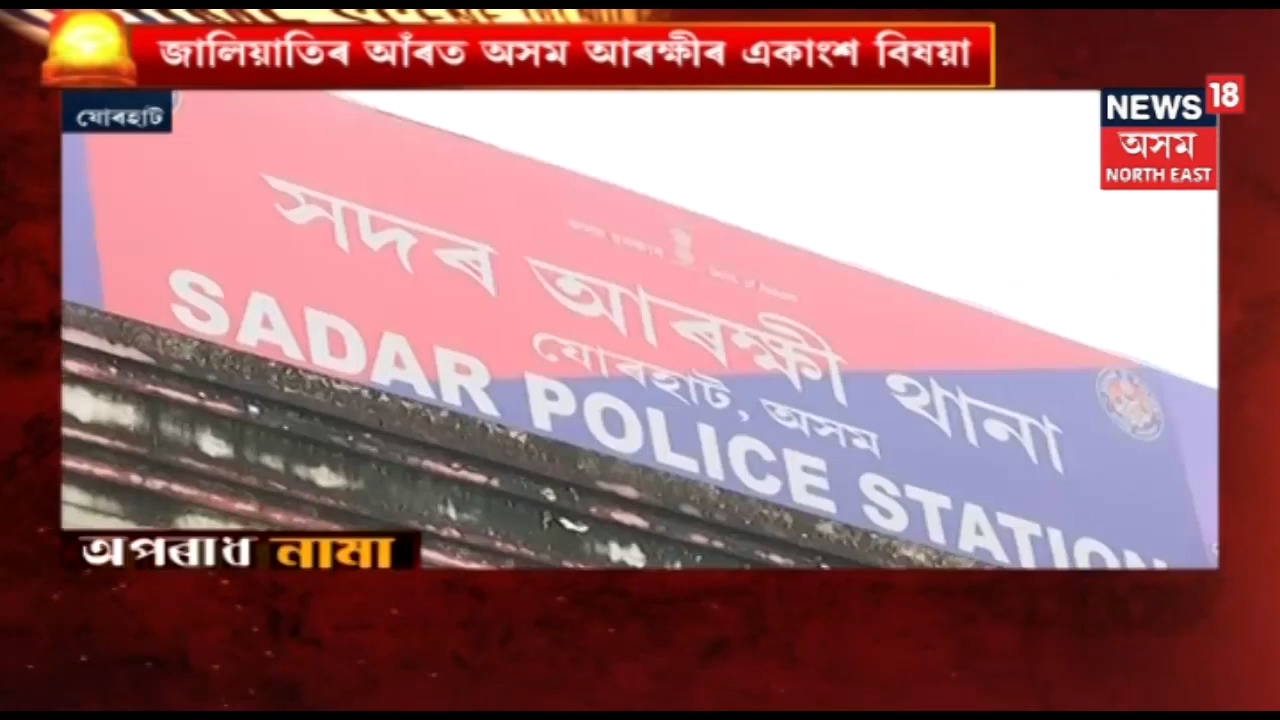 জালিয়াতিৰ আঁৰত অসম আৰক্ষীৰ একাংশ বিষয়া
যোৰহাট
NEWS 18
অসম
NORTH EAST
সদৰ আৰক্ষী থানা
যোৰহাট, অসম
SADAR POLICE STATION
অপৰাধ নামা